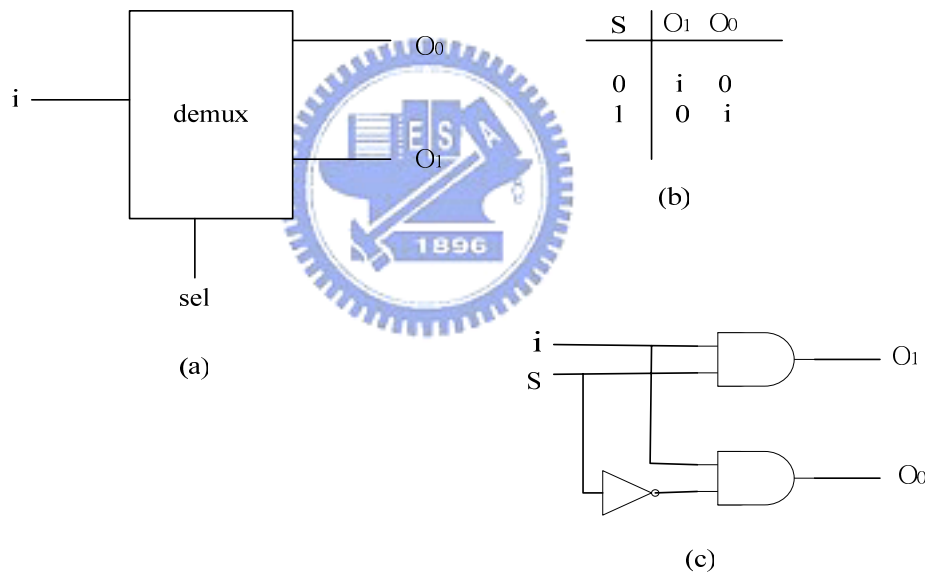 i
demux
O0
O1
sel
(a)
S O1 O0
0 i 0
1 0 i
(b)
E S A
1896
i
S
O1
O0
(c)